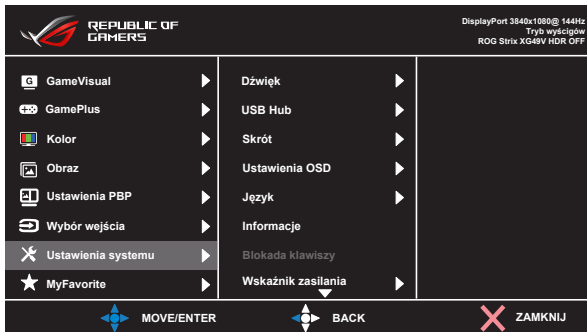 REPUBLIC OF
GAMERS
DisplayPort 3840x1080@ 144Hz
Tryb wyścigów
ROG Strix XG49V HDR OFF
G GameVisual
GamePlus
Kolor
Obraz
Ustawienia PBP
Wybór wejścia
Ustawienia systemu
MyFavorite
Dźwięk
USB Hub
Skrót
Ustawienia OSD
Język
Informacje
Blokada klawiszy
Wskaźnik zasilania
MOVE/ENTER
BACK
ZAMKNIJ